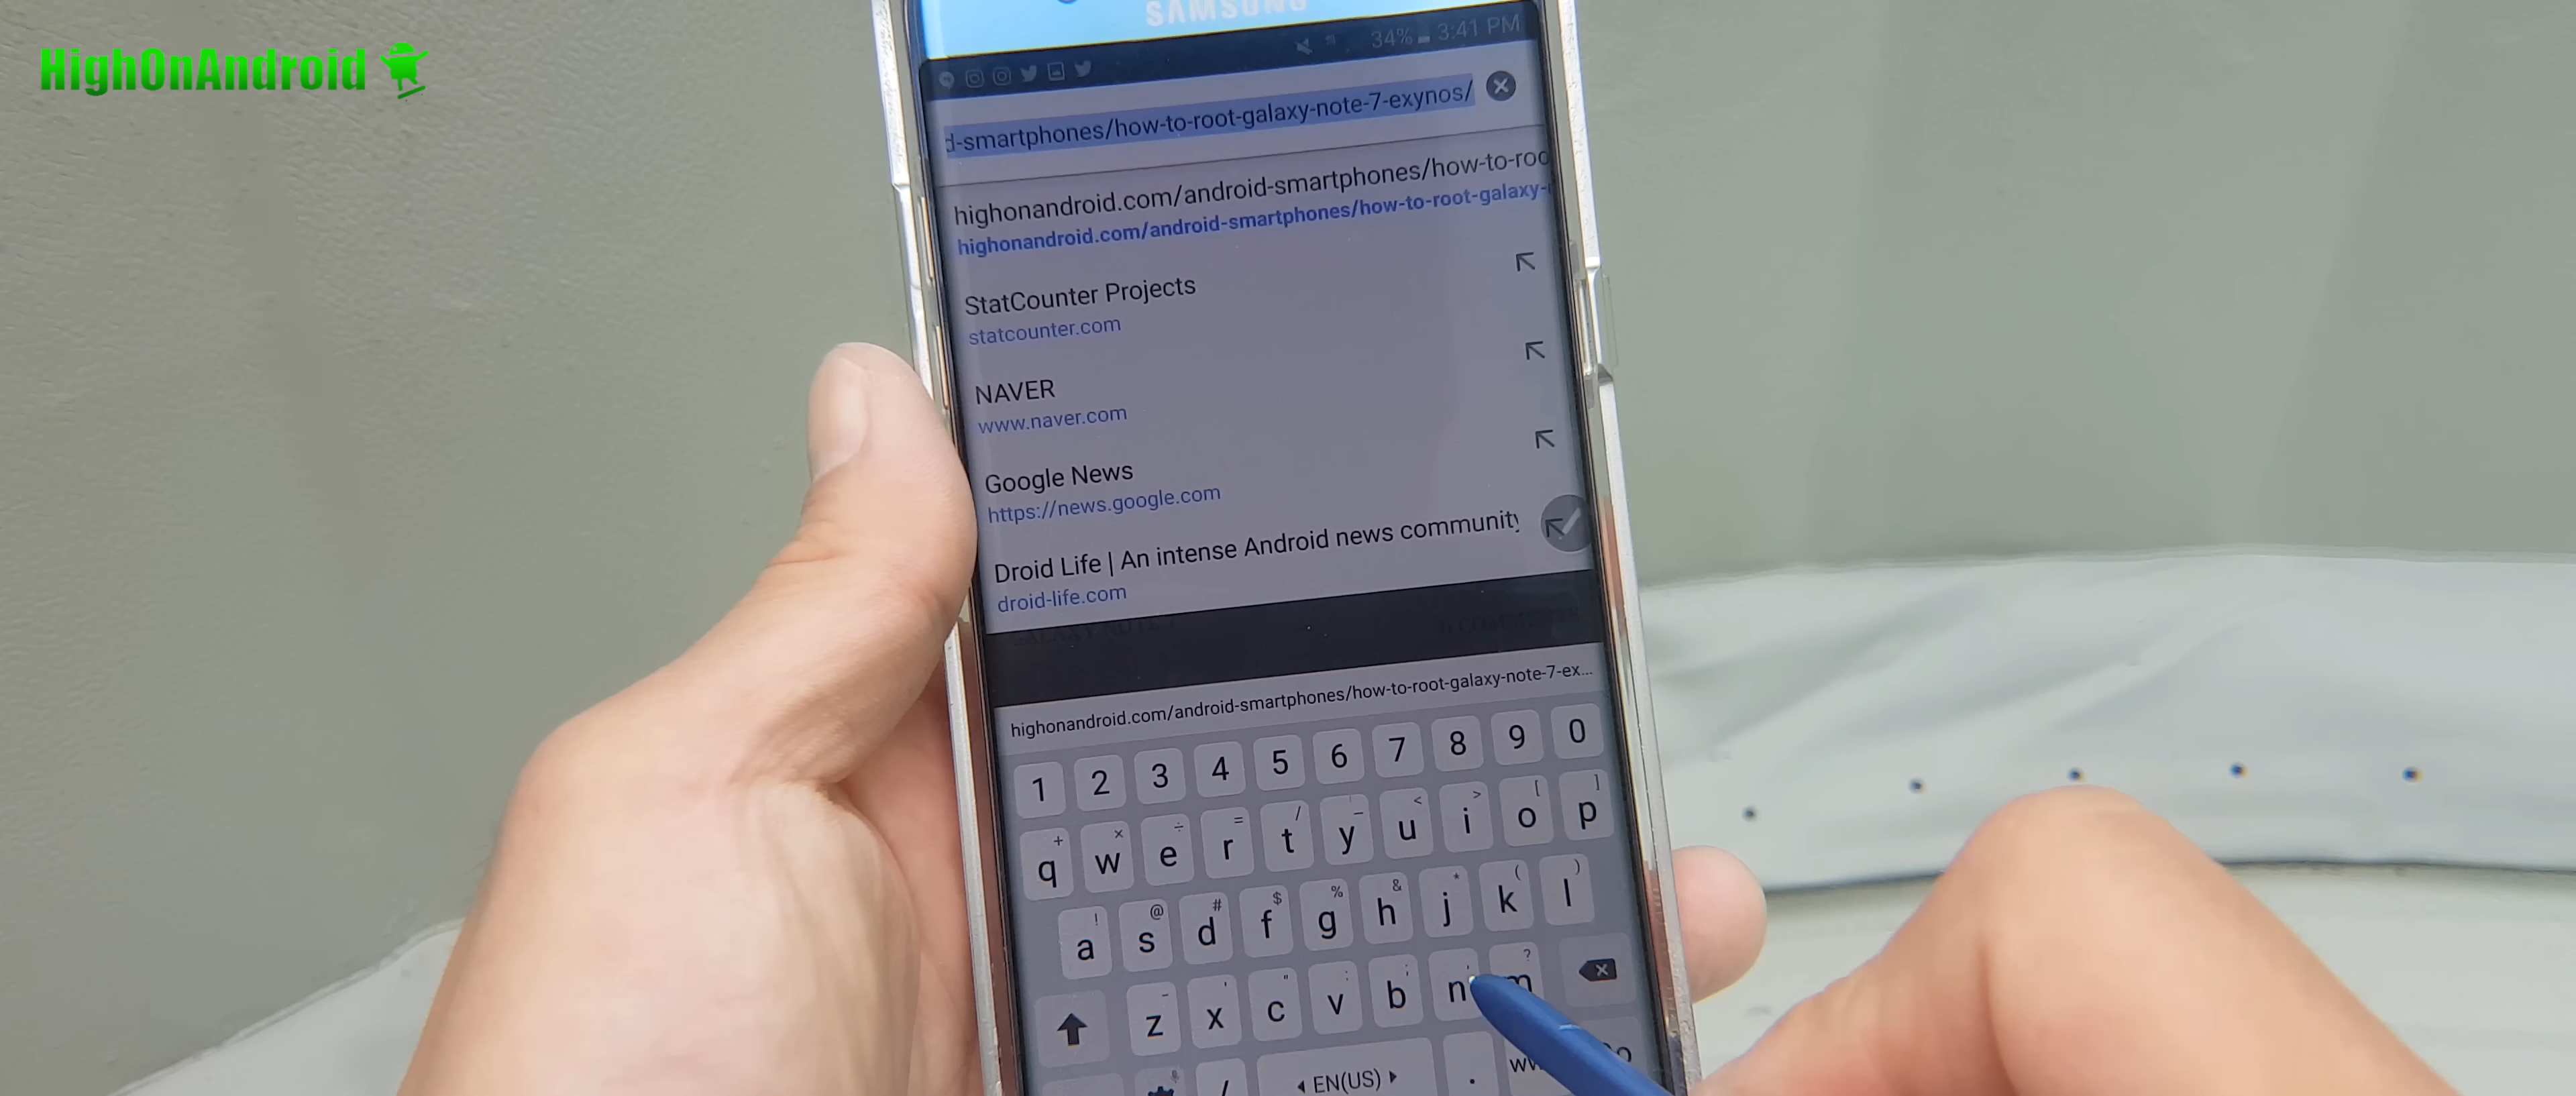 HighOnAndroid
SAMSUNG
34% 3:41 PM
d-smartphones/how-to-root-galaxy-note-7-exynos/
highonandroid.com/android-smartphones/how-to-roo
highonandroid.com/android-smartphones/how-to-root-galaxy-
StatCounter Projects
statcounter.com
NAVER
www.naver.com
Google News
https://news.google.com
Droid Life | An intense Android news community
droid-life.com
highonandroid.com/android-smartphones/how-to-root-galaxy-note-7-ex...
1 2 3 4 5 6 7 8 9 0
+ × ÷ = / _ < > [ ]
q w e r t y u i o p
! @ # $ % & * ( )
a s d f g h j k l
- ' " : ; , ?
z x c v b n m
/ EN(US) .